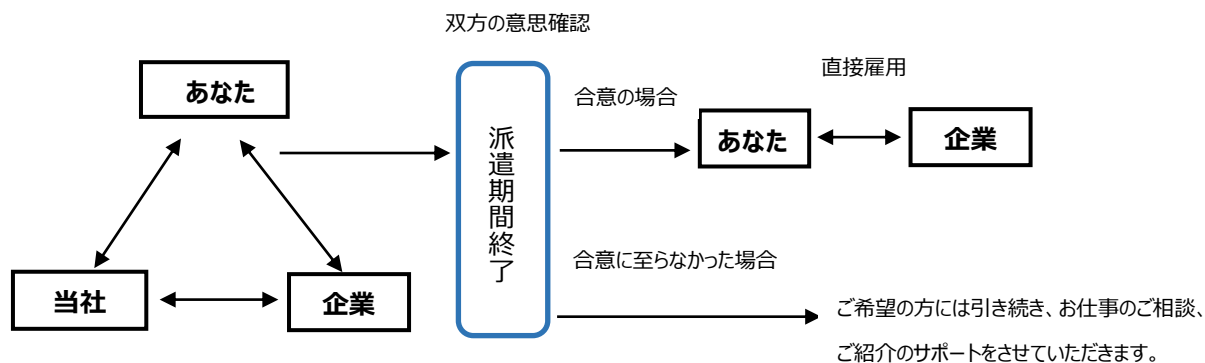 双方の意思確認
あなた
当社
企業
派遣期間終了
合意の場合
直接雇用
あなた
企業
合意に至らなかった場合
ご希望の方には引き続き、お仕事のご相談、
ご紹介のサポートをさせていただきます。